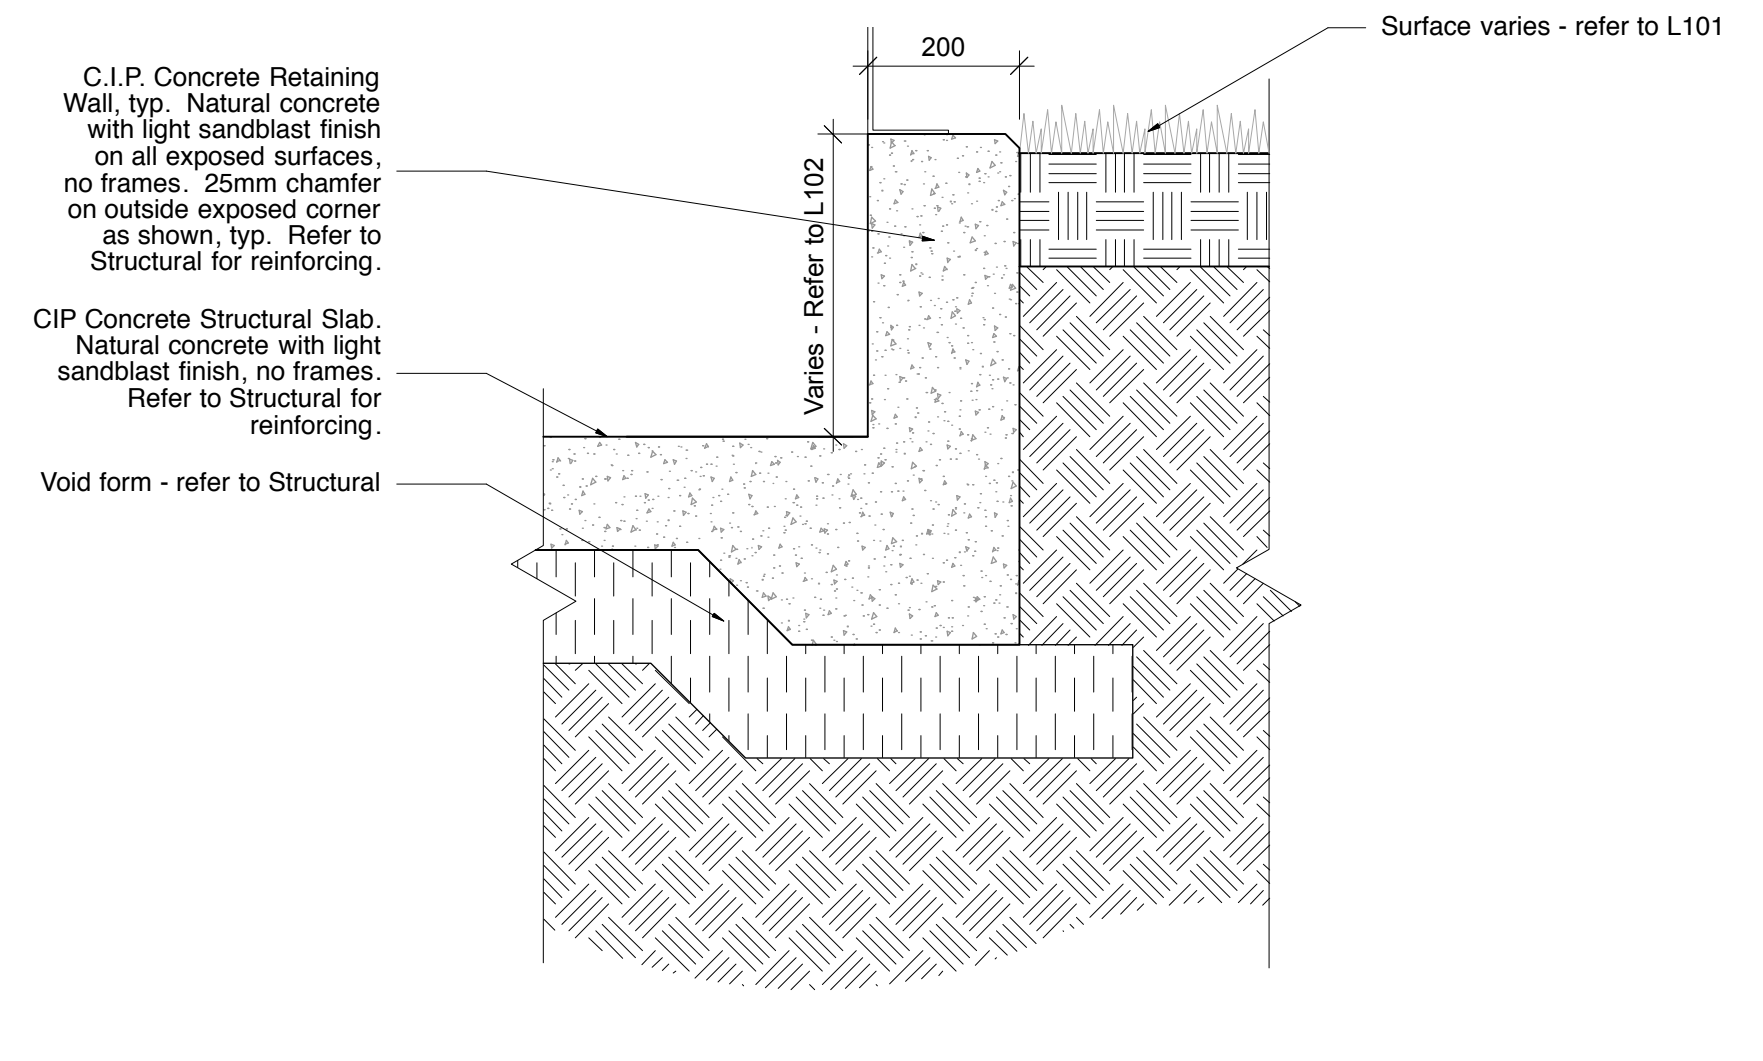 Surface varies - refer to L101
200
C.I.P. Concrete Retaining
Wall, typ.  Natural concrete
with light sandblast finish
on all exposed surfaces,
no frames.  25mm chamfer
on outside exposed corner
as shown, typ.  Refer to
Structural for reinforcing.
Varies - Refer to L102
CIP Concrete Structural Slab.
Natural concrete with light
sandblast finish, no frames.
Refer to Structural for
reinforcing.
Void form - refer to Structural